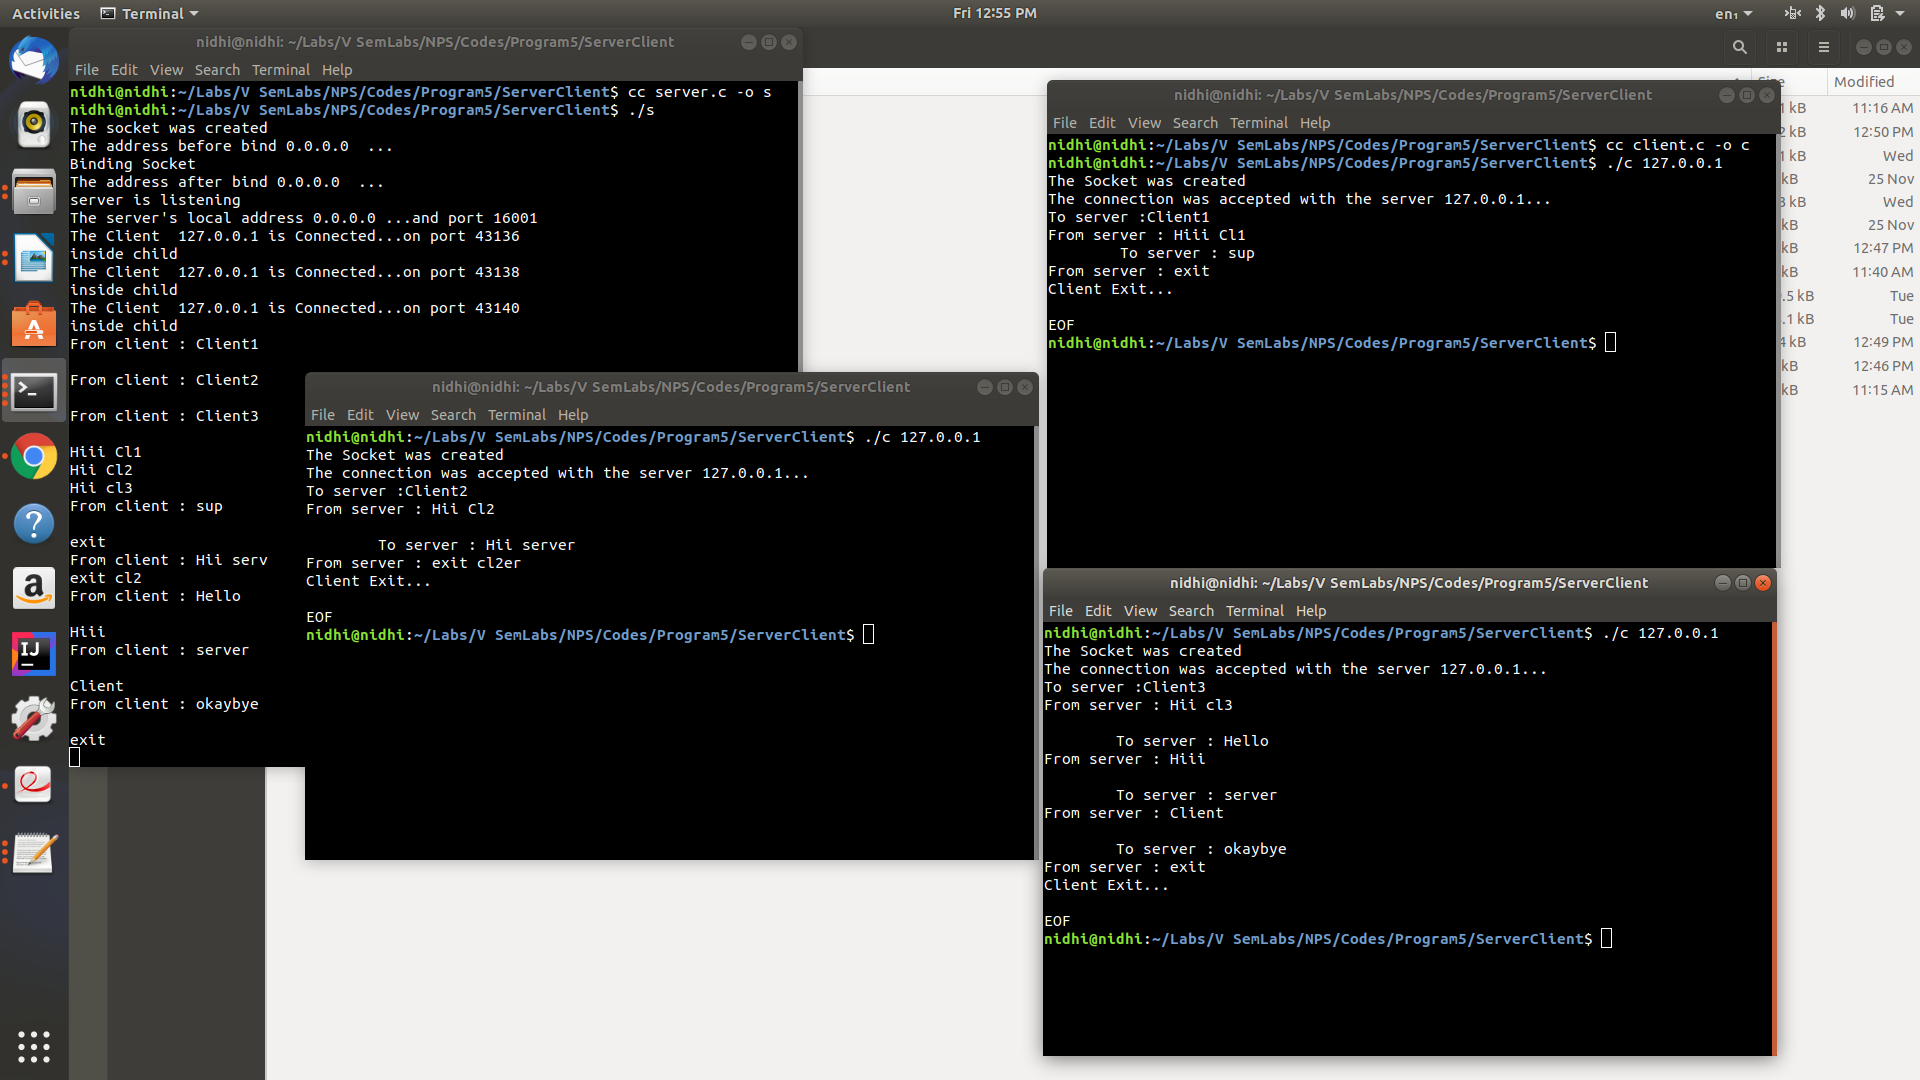 Activities
Terminal
Fri 12:55 PM
en₁
nidhi@nidhi: ~/Labs/V SemLabs/NPS/Codes/Program5/ServerClient
File Edit View Search Terminal Help
nidhi@nidhi:~/Labs/V SemLabs/NPS/Codes/Program5/ServerClient$ cc server.c -o s
nidhi@nidhi:~/Labs/V SemLabs/NPS/Codes/Program5/ServerClient$ ./s
The socket was created
The address before bind 0.0.0.0  ...
Binding Socket
The address after bind 0.0.0.0  ...
server is listening
The server's local address 0.0.0.0 ...and port 16001
The Client  127.0.0.1 is Connected...on port 43136
inside child
The Client  127.0.0.1 is Connected...on port 43138
inside child
The Client  127.0.0.1 is Connected...on port 43140
inside child
From client : Client1
From client : Client2
From client : Client3
Hiii Cl1
Hii Cl2
Hii cl3
From client : sup
exit
From client : Hii serv
exit cl2
From client : Hello
Hiii
From client : server
Client
From client : okaybye
exit
nidhi@nidhi: ~/Labs/V SemLabs/NPS/Codes/Program5/ServerClient
File Edit View Search Terminal Help
nidhi@nidhi:~/Labs/V SemLabs/NPS/Codes/Program5/ServerClient$ ./c 127.0.0.1
The Socket was created
The connection was accepted with the server 127.0.0.1...
To server :Client2
From server : Hii Cl2
To server : Hii server
From server : exit cl2er
Client Exit...
EOF
nidhi@nidhi:~/Labs/V SemLabs/NPS/Codes/Program5/ServerClient$
nidhi@nidhi: ~/Labs/V SemLabs/NPS/Codes/Program5/ServerClient
File Edit View Search Terminal Help
nidhi@nidhi:~/Labs/V SemLabs/NPS/Codes/Program5/ServerClient$ cc client.c -o c
nidhi@nidhi:~/Labs/V SemLabs/NPS/Codes/Program5/ServerClient$ ./c 127.0.0.1
The Socket was created
The connection was accepted with the server 127.0.0.1...
To server :Client1
From server : Hiii Cl1
To server : sup
From server : exit
Client Exit...
EOF
nidhi@nidhi:~/Labs/V SemLabs/NPS/Codes/Program5/ServerClient$
nidhi@nidhi: ~/Labs/V SemLabs/NPS/Codes/Program5/ServerClient
File Edit View Search Terminal Help
nidhi@nidhi:~/Labs/V SemLabs/NPS/Codes/Program5/ServerClient$ ./c 127.0.0.1
The Socket was created
The connection was accepted with the server 127.0.0.1...
To server :Client3
From server : Hii cl3
To server : Hello
From server : Hiii
To server : server
From server : Client
To server : okaybye
From server : exit
Client Exit...
EOF
nidhi@nidhi:~/Labs/V SemLabs/NPS/Codes/Program5/ServerClient$
Modified
kB 11:16 AM
kB 12:50 PM
kB Wed
kB 25 Nov
kB Wed
kB 25 Nov
kB 12:47 PM
kB 11:40 AM
.5 kB Tue
.1 kB Tue
kB 12:49 PM
kB 12:46 PM
kB 11:15 AM
IJ